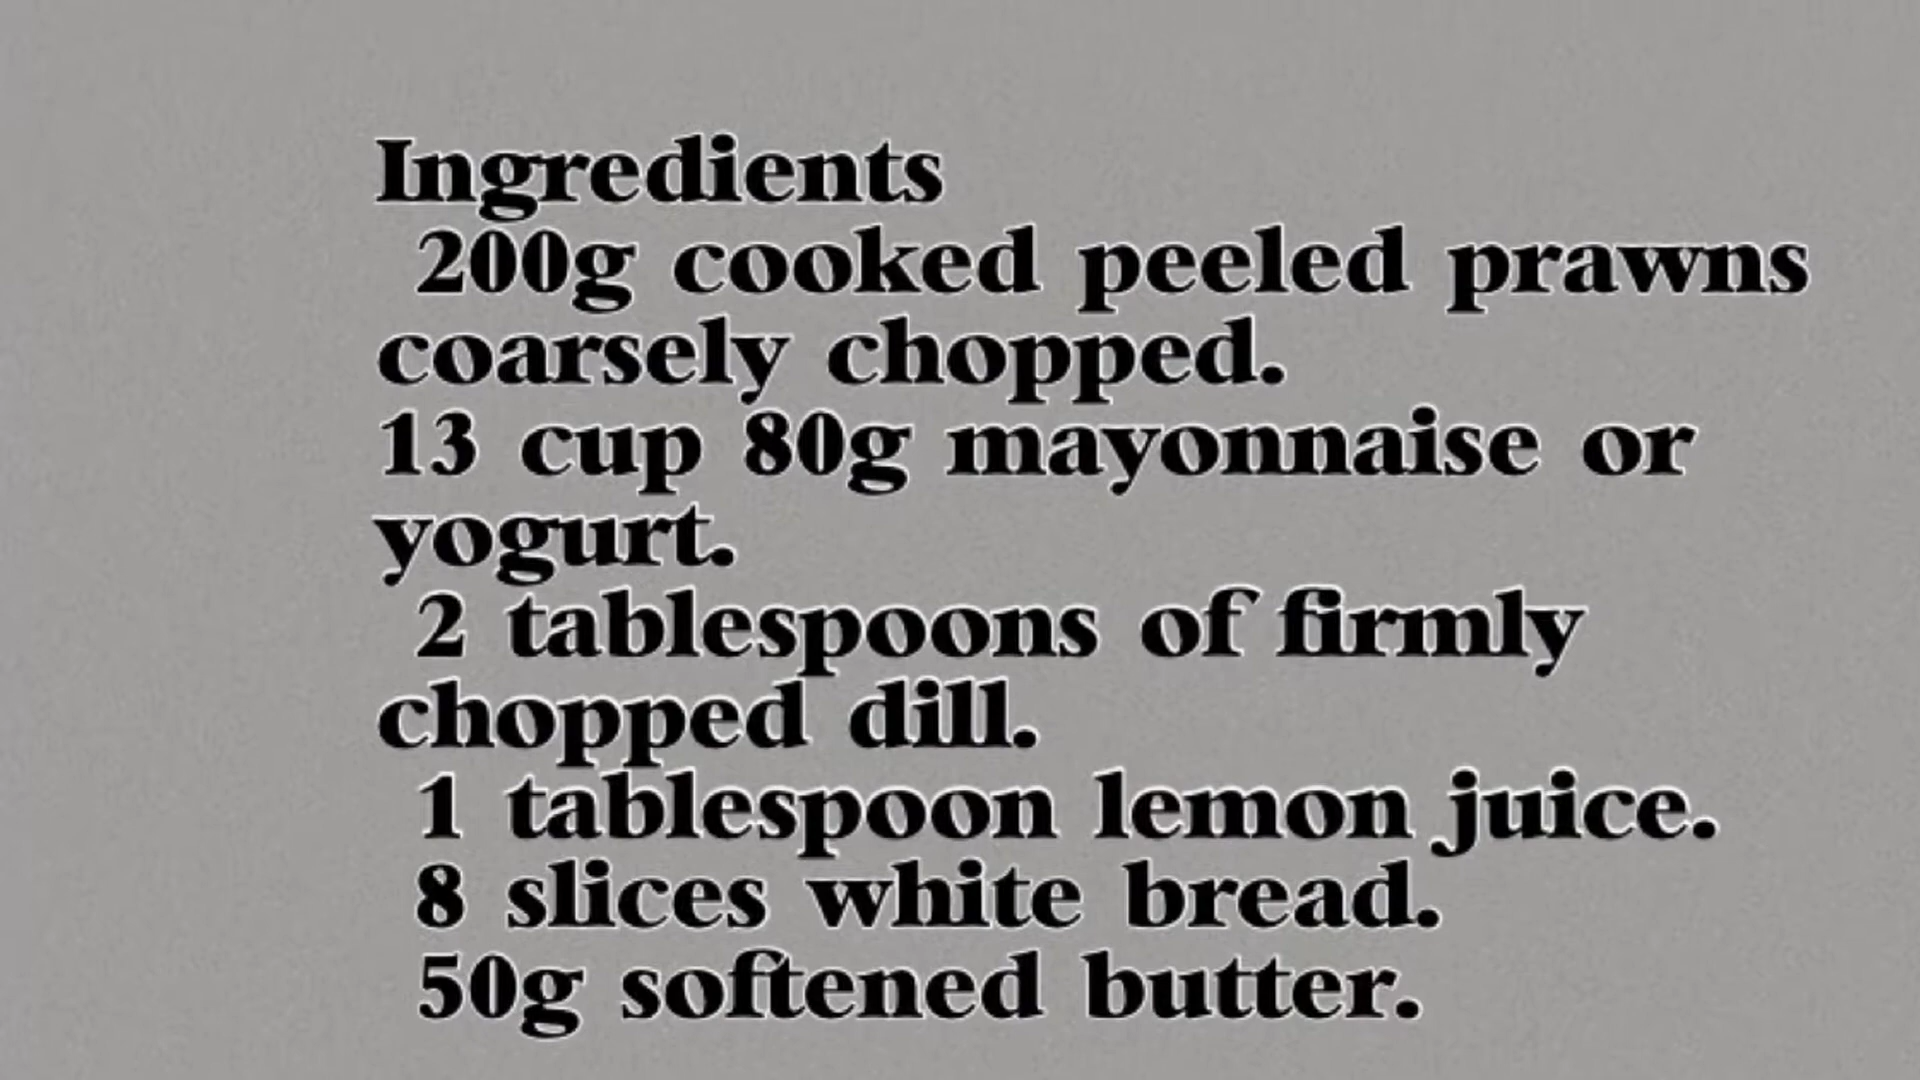 Ingredients
200g cooked peeled prawns
coarsely chopped.
13 cup 80g mayonnaise or
yogurt.
2 tablespoons of firmly
chopped dill.
1 tablespoon lemon juice.
8 slices white bread.
50g softened butter.